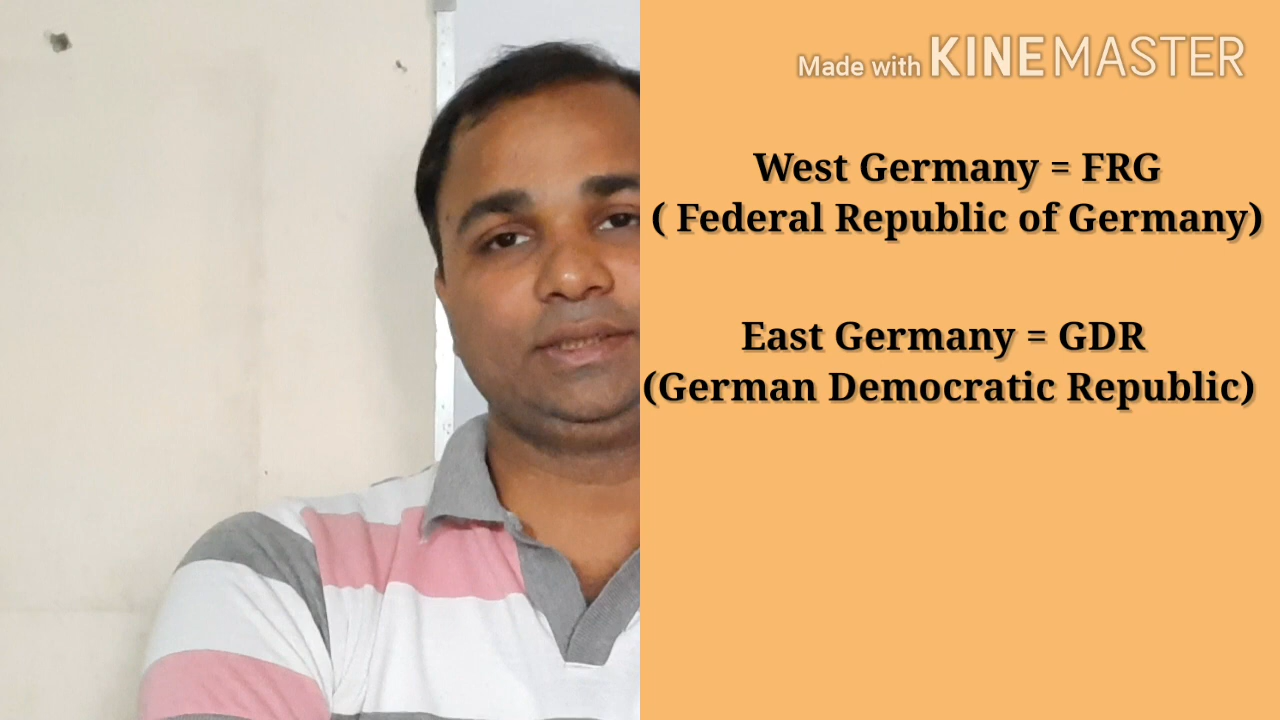 Made with KINEMASTER
West Germany = FRG
( Federal Republic of Germany)
East Germany = GDR
(German Democratic Republic)